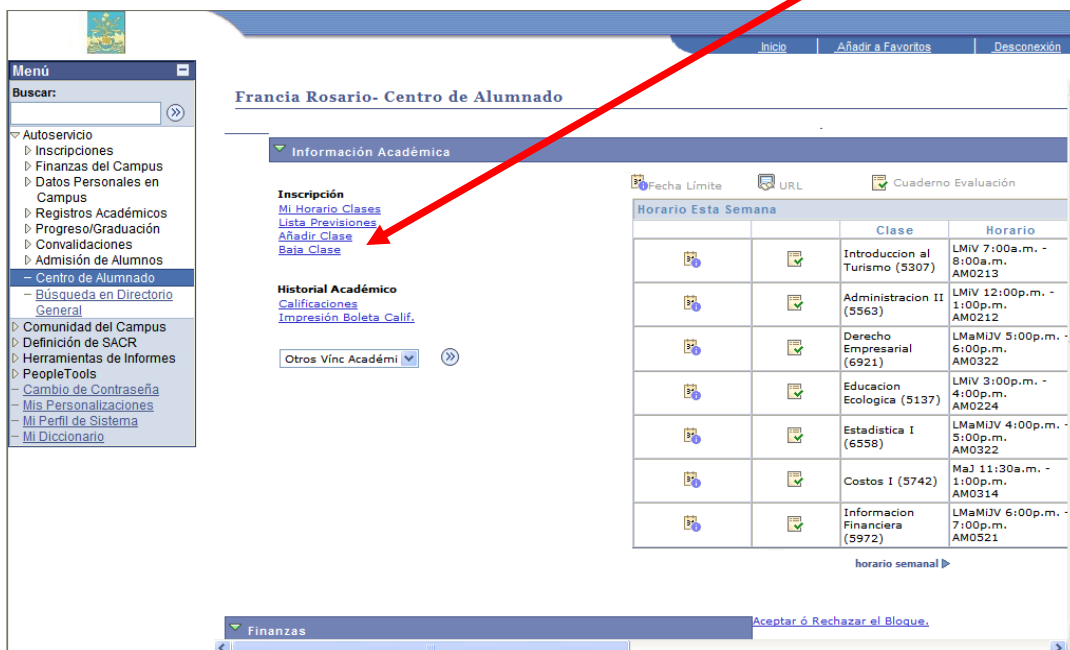 Inicio
Añadir a Favoritos
Desconexión
Menú
Buscar:
Autoservicio
Inscripciones
Finanzas del Campus
Datos Personales en
Campus
Registros Académicos
Progreso/Graduación
Convalidaciones
Admisión de Alumnos
Centro de Alumnado
Búsqueda en Directorio
General
Comunidad del Campus
Definición de SACR
Herramientas de Informes
PeopleTools
Cambio de Contraseña
Mis Personalizaciones
Mi Perfil de Sistema
Mi Diccionario
Francia Rosario- Centro de Alumnado
Información Acadèmica
Inscripción
Mi Horario Clases
Lista Previsiones
Añadir Clase
Baja Clase
Historial Académico
Calificaciones
Impresión Boleta Calif.
Otros Vínc Académi
Fecha Límite
URL
Cuaderno Evaluación
Horario Esta Semana
Clase Horario
Introduccion al LMiV 7:00a.m. -
Turismo (5307) 8:00a.m.
AM0213
Administracion II LMiV 12:00p.m. -
(5563) 1:00p.m.
AM0212
Derecho LMaMiJV 5:00p.m. -
Empresarial 6:00p.m.
(6921) AM0322
Educacion LMiV 3:00p.m. -
Ecologica (5137) 4:00p.m.
AM0224
Estadistica I LMaMiJV 4:00p.m. -
(6558) 5:00p.m.
AM0322
Costos I (5742) MaJ 11:30a.m. -
1:00p.m.
AM0314
Informacion LMaMiJV 6:00p.m. -
Financiera 7:00p.m.
(5972) AM0521
horario semanal
Aceptar ó Rechazar el Bloque.
Finanzas